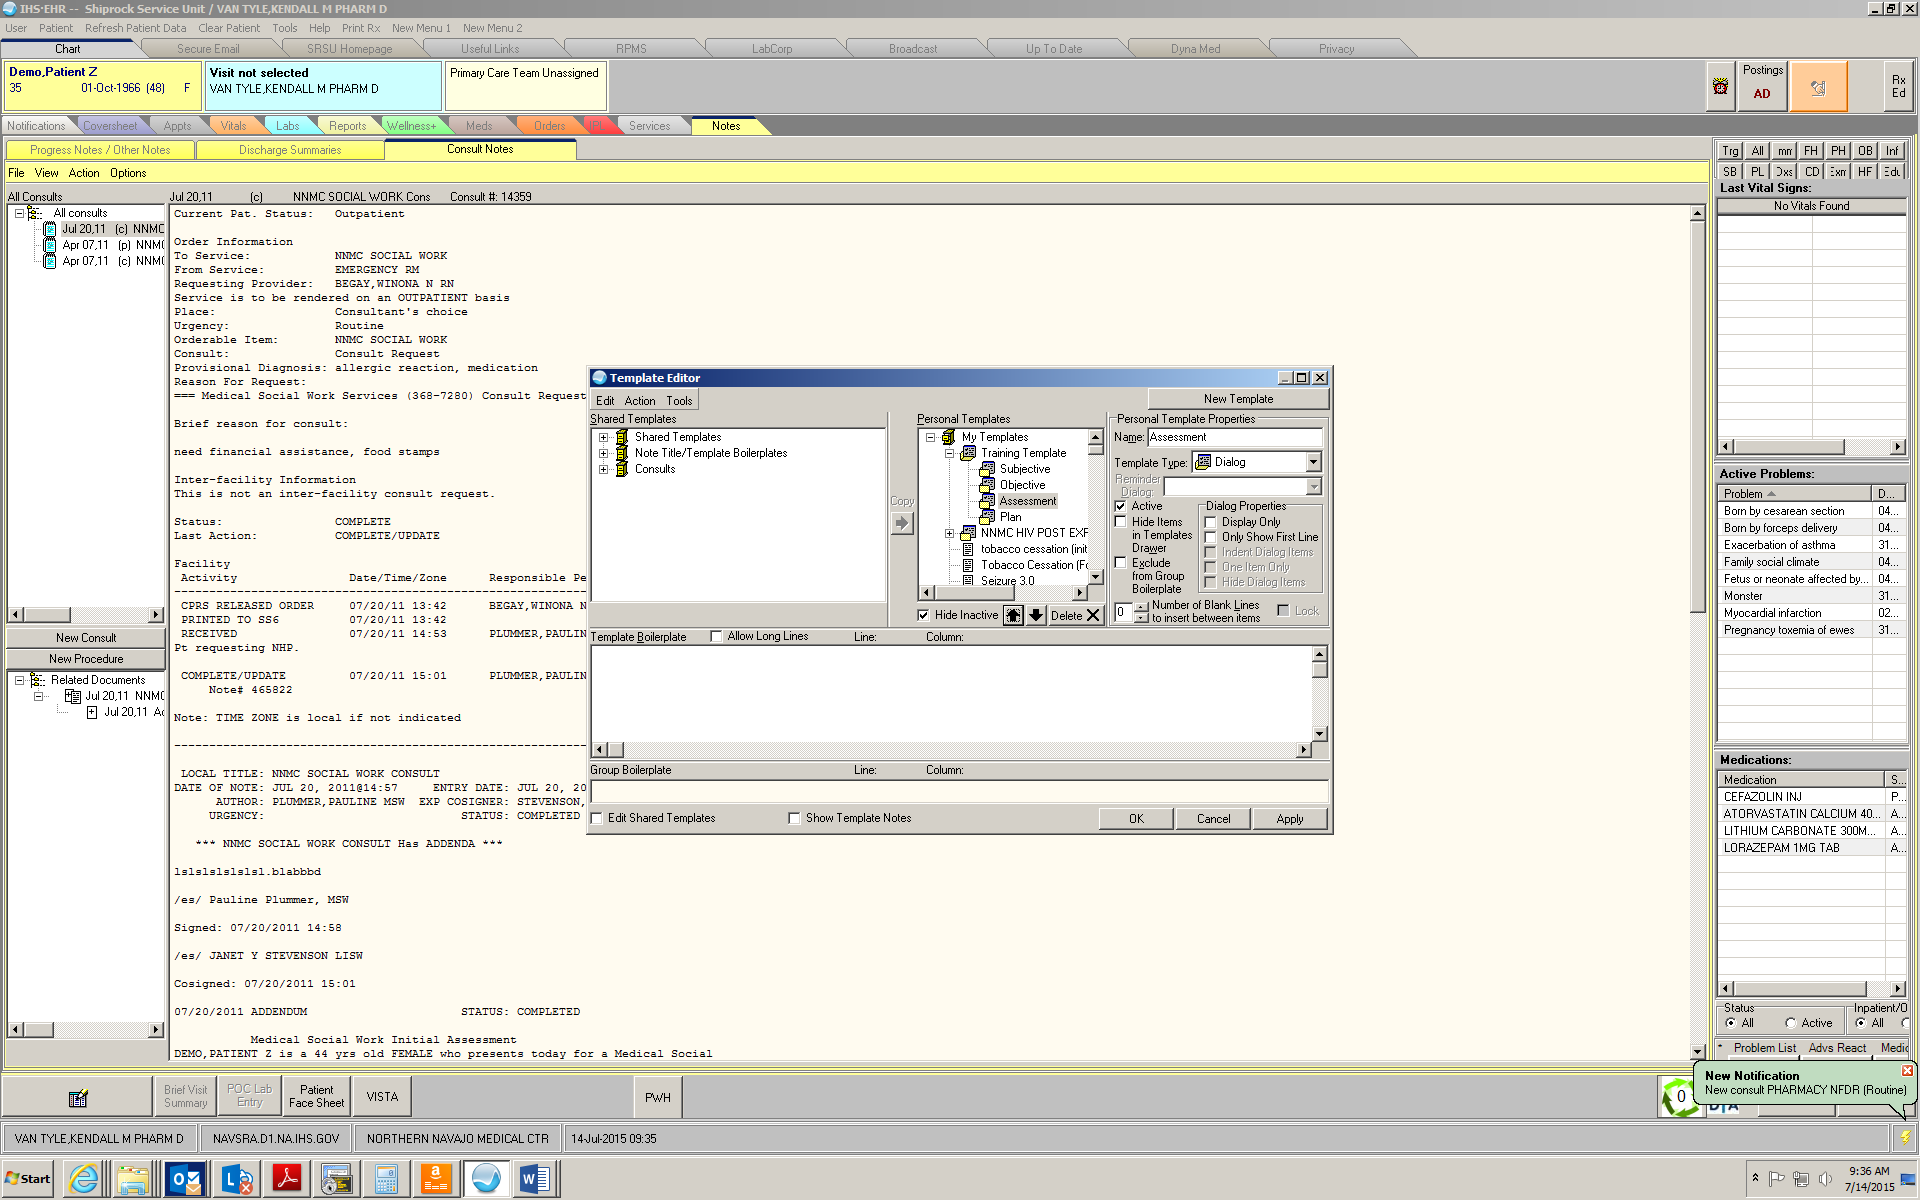 IHS-EHR -- Shiprock Service Unit / VAN TYLE,KENDALL M PHARM D
User Patient Refresh Patient Data Clear Patient Tools Help Print Rx New Menu 1 New Menu 2
Chart Secure Email SRSU Homepage Useful Links RPMS LabCorp Broadcast Up To Date Dyna Med Privacy
Demo,Patient Z
35 01-Oct-1966 (48) F
Visit not selected
VAN TYLE,KENDALL M PHARM D
Primary Care Team Unassigned
Postings
AD
Rx
Ed
Notifications Coversheet Appts Vitals Labs Reports Wellness+ Meds Orders Services Notes
Progress Notes / Other Notes Discharge Summaries Consult Notes
File View Action Options
All Consults
All consults
Jul 20,11 (c) NNMC
Apr 07,11 (p) NNMC
Apr 07,11 (c) NNMC
New Consult
New Procedure
Related Documents
Jul 20,11 NNMC
Jul 20,11 Ac
Jul 20,11 (c) NNMC SOCIAL WORK Cons Consult #: 14359
Current Pat. Status: Outpatient
Order Information
To Service: NNMC SOCIAL WORK
From Service: EMERGENCY RM
Requesting Provider: BEGAY,WINONA N RN
Service is to be rendered on an OUTPATIENT basis
Place: Consultant's choice
Urgency: Routine
Orderable Item: NNMC SOCIAL WORK
Consult: Consult Request
Provisional Diagnosis: allergic reaction, medication
Reason For Request:
=== Medical Social Work Services (368-7280) Consult Request
Brief reason for consult:
need financial assistance, food stamps
Inter-facility Information
This is not an inter-facility consult request.
Status: COMPLETE
Last Action: COMPLETE/UPDATE
Facility
Activity Date/Time/Zone Responsible Pe
CPRS RELEASED ORDER 07/20/11 13:42 BEGAY,WINONA N
PRINTED TO SS6 07/20/11 13:42
RECEIVED 07/20/11 14:53 PLUMMER,PAULIN
Pt requesting NHP.
COMPLETE/UPDATE 07/20/11 15:01 PLUMMER,PAULIN
Note# 465822
Note: TIME ZONE is local if not indicated
LOCAL TITLE: NNMC SOCIAL WORK CONSULT
DATE OF NOTE: JUL 20, 2011@14:57 ENTRY DATE: JUL 20, 20
AUTHOR: PLUMMER,PAULINE MSW EXP COSIGNER: STEVENSON,
URGENCY: STATUS: COMPLETED
*** NNMC SOCIAL WORK CONSULT Has ADDENDA ***
lslslslslslsl.blabbbd
/es/ Pauline Plummer, MSW
Signed: 07/20/2011 14:58
/es/ JANET Y STEVENSON LISW
Cosigned: 07/20/2011 15:01
07/20/2011 ADDENDUM STATUS: COMPLETED
Medical Social Work Initial Assessment
DEMO,PATIENT Z is a 44 yrs old FEMALE who presents today for a Medical Social
Template Editor
Edit Action Tools New Template
Shared Templates
Shared Templates
Note Title/Template Boilerplates
Consults
Copy
Personal Templates
My Templates
Training Template
Subjective
Objective
Assessment
Plan
NNMC HIV POST EXP
tobacco cessation (init
Tobacco Cessation (Fo
Seizure 3.0
Hide Inactive Delete
Personal Template Properties
Name: Assessment
Template Type: Dialog
Reminder
Dialog:
Active
Hide Items
in Templates
Drawer
Exclude
from Group
Boilerplate
Dialog Properties
Display Only
Only Show First Line
Indent Dialog Items
One Item Only
Hide Dialog Items
0 Number of Blank Lines
to insert between items
Lock
Template Boilerplate Allow Long Lines Line: Column:
Group Boilerplate Line: Column:
Edit Shared Templates Show Template Notes OK Cancel Apply
Trg All FH PH OB Inf
SB PL Dxs CD Exm HF Edu
Last Vital Signs:
No Vitals Found
Active Problems:
Problem D...
Born by cesarean section 04...
Born by forceps delivery 04...
Exacerbation of asthma 31...
Family social climate 04...
Fetus or neonate affected by... 04...
Monster 31...
Myocardial infarction 02...
Pregnancy toxemia of ewes 31...
Medications:
Medication S...
CEFAZOLIN INJ P...
ATORVASTATIN CALCIUM 40... A...
LITHIUM CARBONATE 300M... A...
LORAZEPAM 1MG TAB A...
Status
All Active
Inpatient/O
All
Problem List Advs React Medic
New Notification
New consult PHARMACY NFDR (Routine)
0
Brief Visit
Summary
POC Lab
Entry
Patient
Face Sheet
VISTA
PWH
VAN TYLE,KENDALL M PHARM D NAVSRA.D1.NA.IHS.GOV NORTHERN NAVAJO MEDICAL CTR 14-Jul-2015 09:35
Start
9:36 AM
7/14/2015